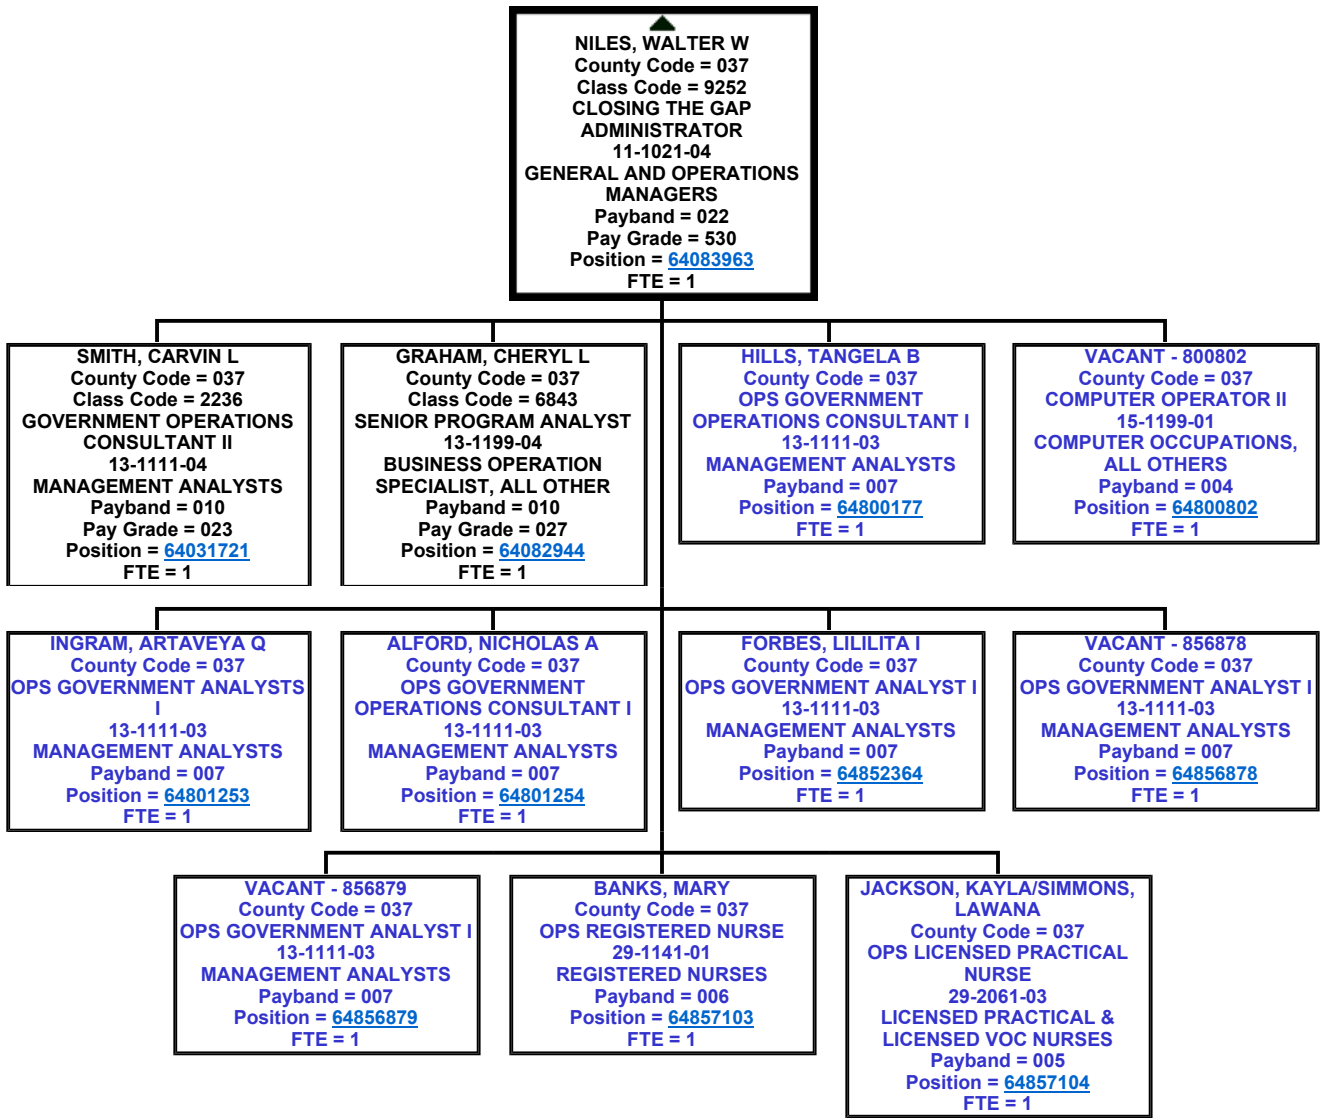 NILES, WALTER W
County Code = 037
Class Code = 9252
CLOSING THE GAP
ADMINISTRATOR
11-1021-04
GENERAL AND OPERATIONS
MANAGERS
Payband = 022
Pay Grade = 530
Position = 64083963
FTE = 1
SMITH, CARVIN L
County Code = 037
Class Code = 2236
GOVERNMENT OPERATIONS
CONSULTANT II
13-1111-04
MANAGEMENT ANALYSTS
Payband = 010
Pay Grade = 023
Position = 64031721
FTE = 1
GRAHAM, CHERYL L
County Code = 037
Class Code = 6843
SENIOR PROGRAM ANALYST
13-1199-04
BUSINESS OPERATION
SPECIALIST, ALL OTHER
Payband = 010
Pay Grade = 027
Position = 64082944
FTE = 1
HILLS, TANGELA B
County Code = 037
OPS GOVERNMENT
OPERATIONS CONSULTANT I
13-1111-03
MANAGEMENT ANALYSTS
Payband = 007
Position = 64800177
FTE = 1
VACANT - 800802
County Code = 037
COMPUTER OPERATOR II
15-1199-01
COMPUTER OCCUPATIONS,
ALL OTHERS
Payband = 004
Position = 64800802
FTE = 1
INGRAM, ARTAVEYA Q
County Code = 037
OPS GOVERNMENT ANALYSTS
I
13-1111-03
MANAGEMENT ANALYSTS
Payband = 007
Position = 64801253
FTE = 1
ALFORD, NICHOLAS A
County Code = 037
OPS GOVERNMENT
OPERATIONS CONSULTANT I
13-1111-03
MANAGEMENT ANALYSTS
Payband = 007
Position = 64801254
FTE = 1
FORBES, LILILITA I
County Code = 037
OPS GOVERNMENT ANALYST I
13-1111-03
MANAGEMENT ANALYSTS
Payband = 007
Position = 64852364
FTE = 1
VACANT - 856878
County Code = 037
OPS GOVERNMENT ANALYST I
13-1111-03
MANAGEMENT ANALYSTS
Payband = 007
Position = 64856878
FTE = 1
VACANT - 856879
County Code = 037
OPS GOVERNMENT ANALYST I
13-1111-03
MANAGEMENT ANALYSTS
Payband = 007
Position = 64856879
FTE = 1
BANKS, MARY
County Code = 037
OPS REGISTERED NURSE
29-1141-01
REGISTERED NURSES
Payband = 006
Position = 64857103
FTE = 1
JACKSON, KAYLA/SIMMONS,
LAWANA
County Code = 037
OPS LICENSED PRACTICAL
NURSE
29-2061-03
LICENSED PRACTICAL &
LICENSED VOC NURSES
Payband = 005
Position = 64857104
FTE = 1